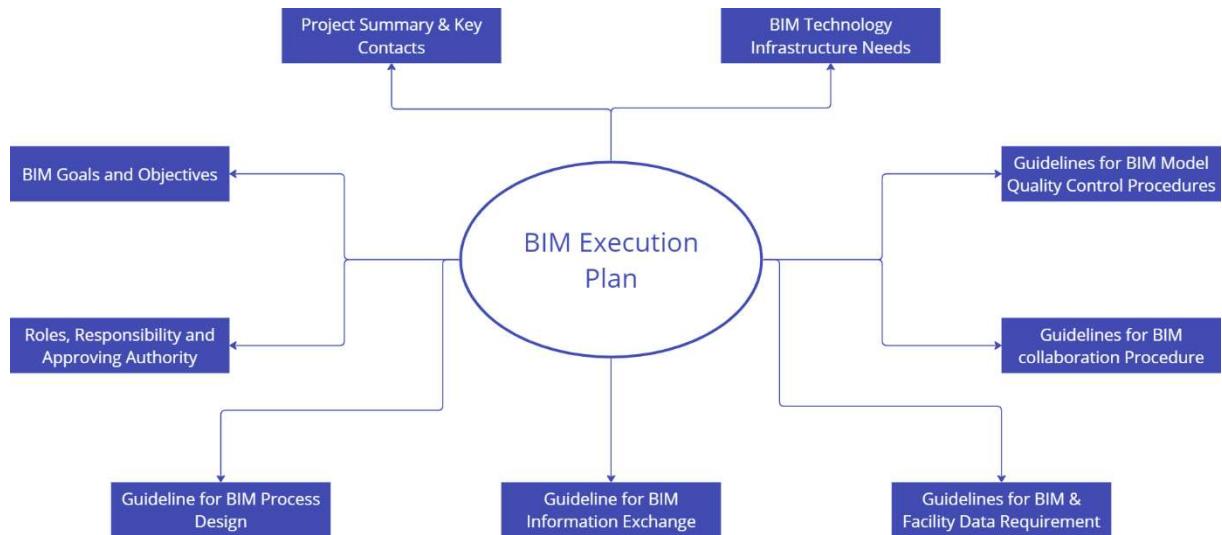 Project Summary & Key
Contacts
BIM Technology
Infrastructure Needs
BIM Goals and Objectives
Guidelines for BIM Model
Quality Control Procedures
BIM Execution
Plan
Roles, Responsibility and
Approving Authority
Guidelines for BIM
collaboration Procedure
Guideline for BIM Process
Design
Guideline for BIM
Information Exchange
Guidelines for BIM &
Facility Data Requirement